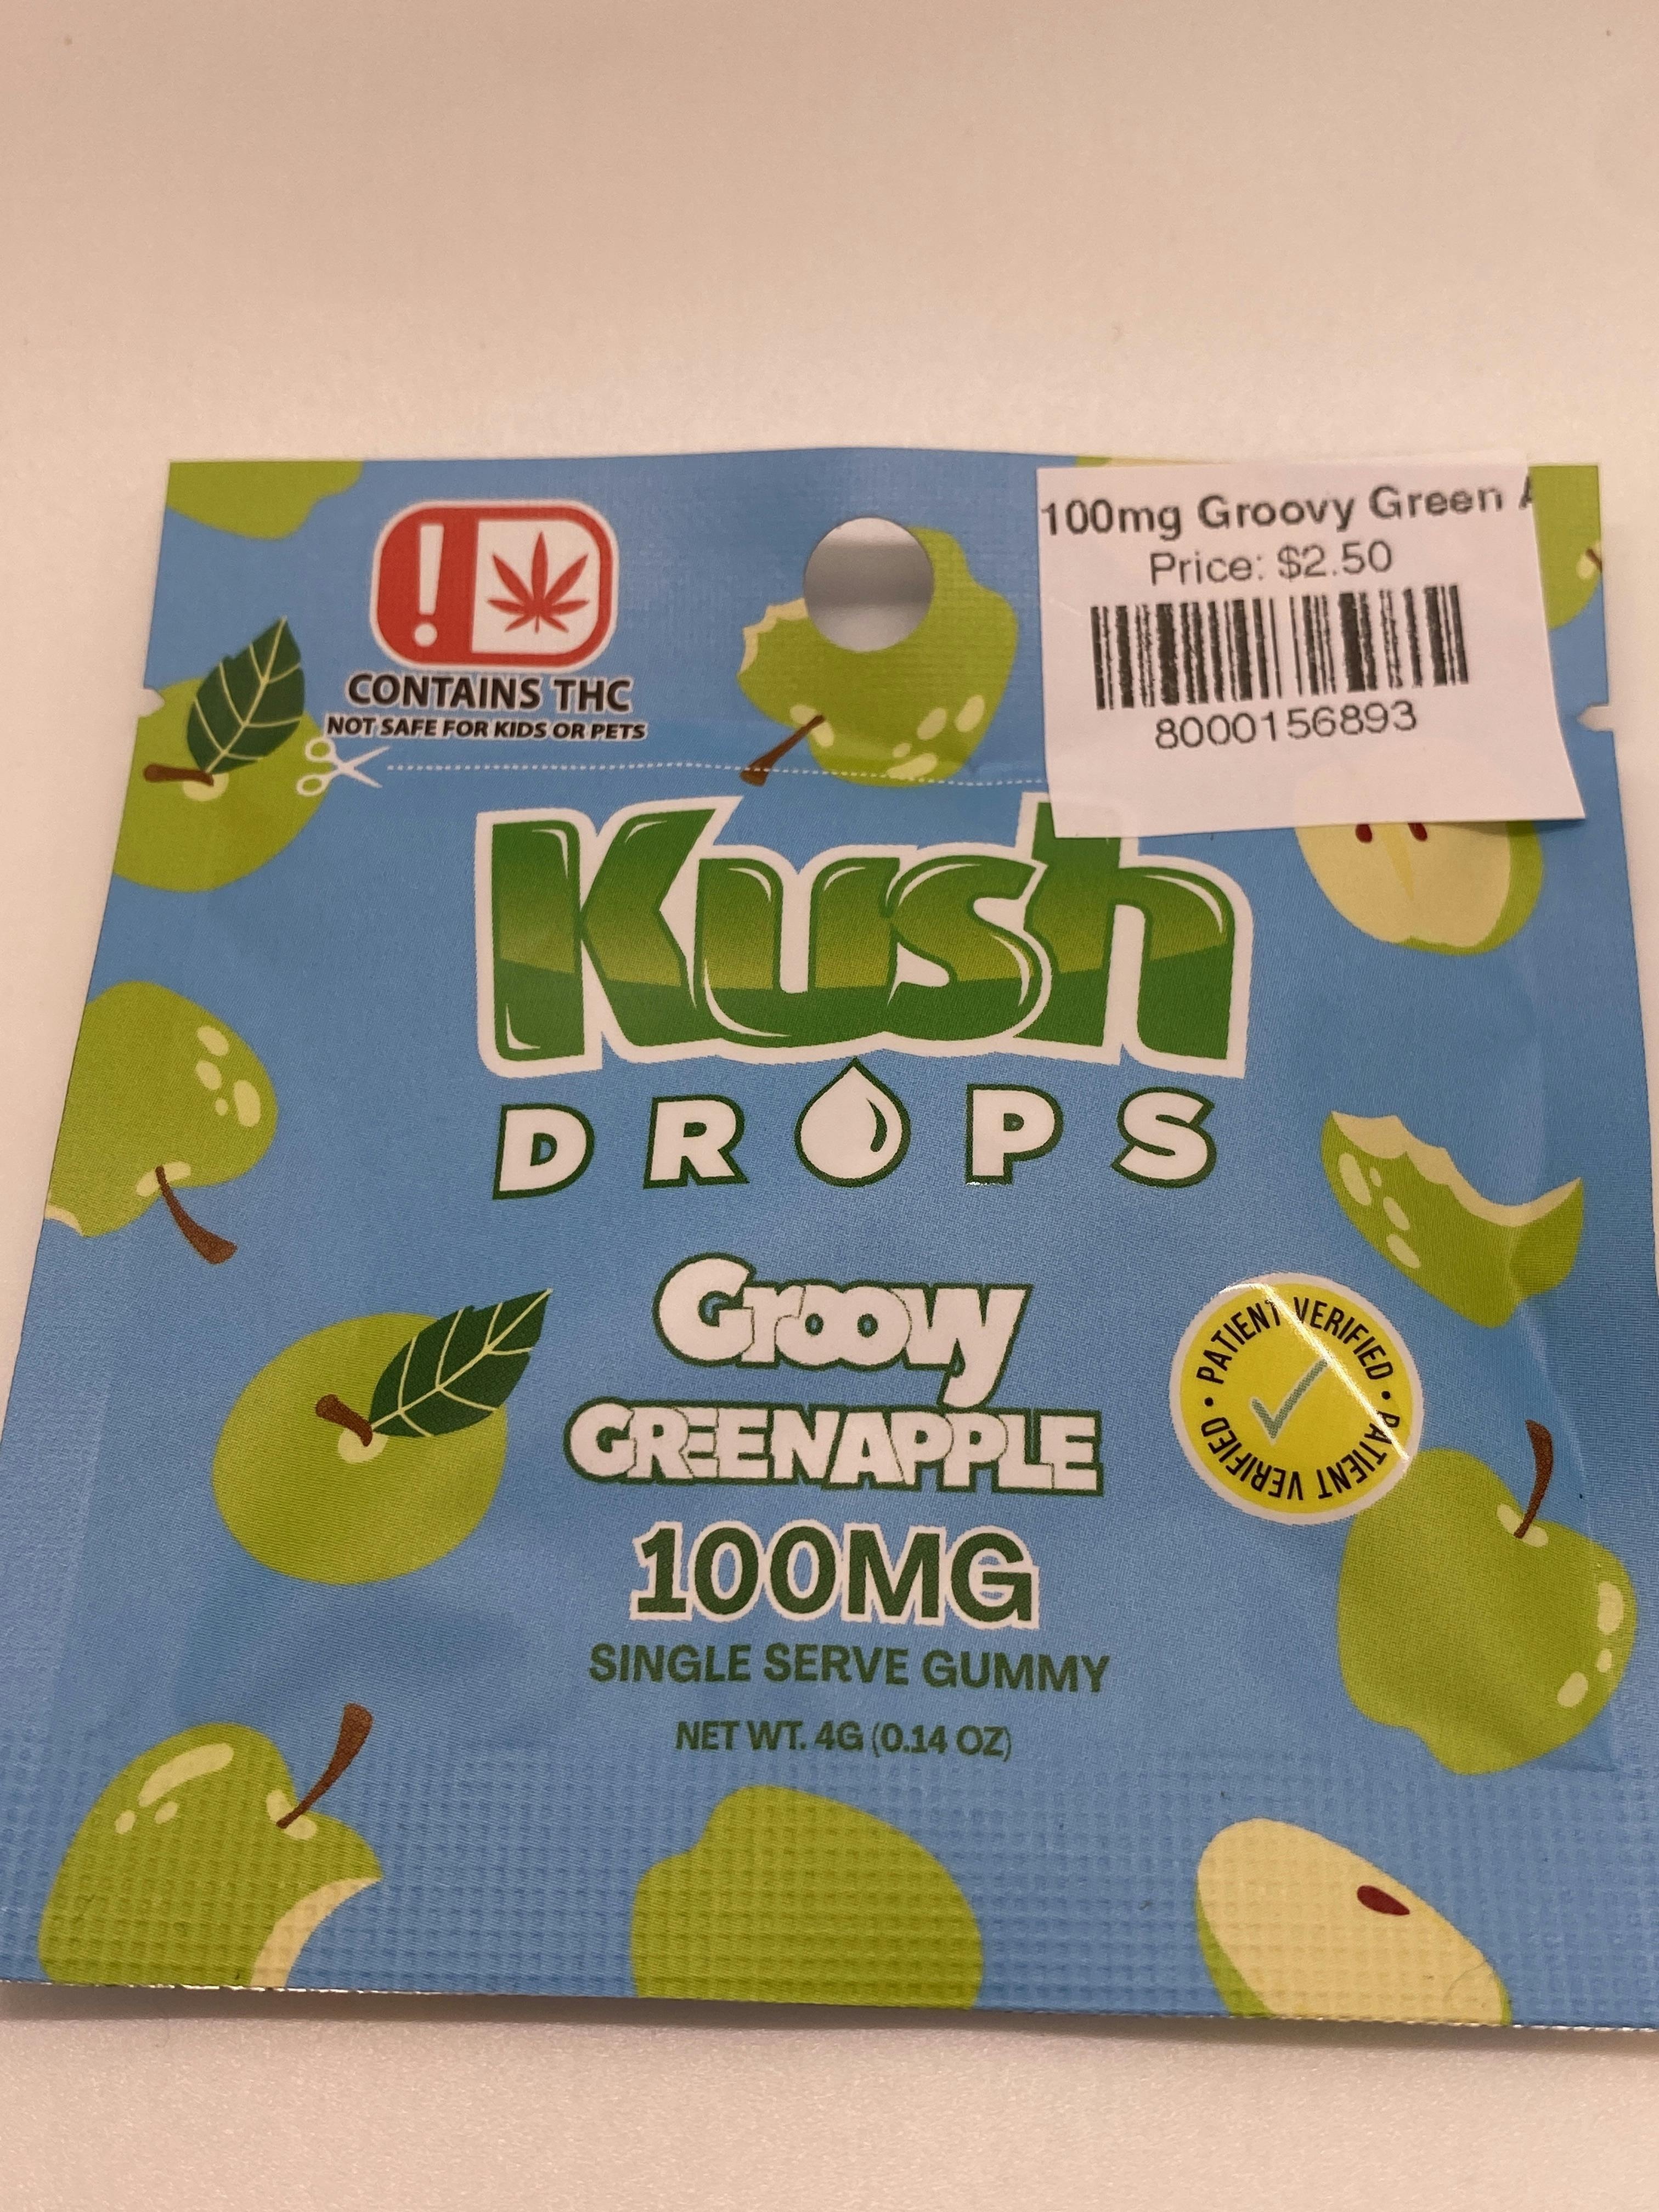 100mg Groovy Green
Price: $2.50
8000156893
!
CONTAINS THC
NOT SAFE FOR KIDS OR PETS
Kush
DROPS
Groovy
GREENAPPLE
PATIENT VERIFIED • PATIENT VERIFIED •
100MG
SINGLE SERVE GUMMY
NET WT. 4G (0.14 OZ)